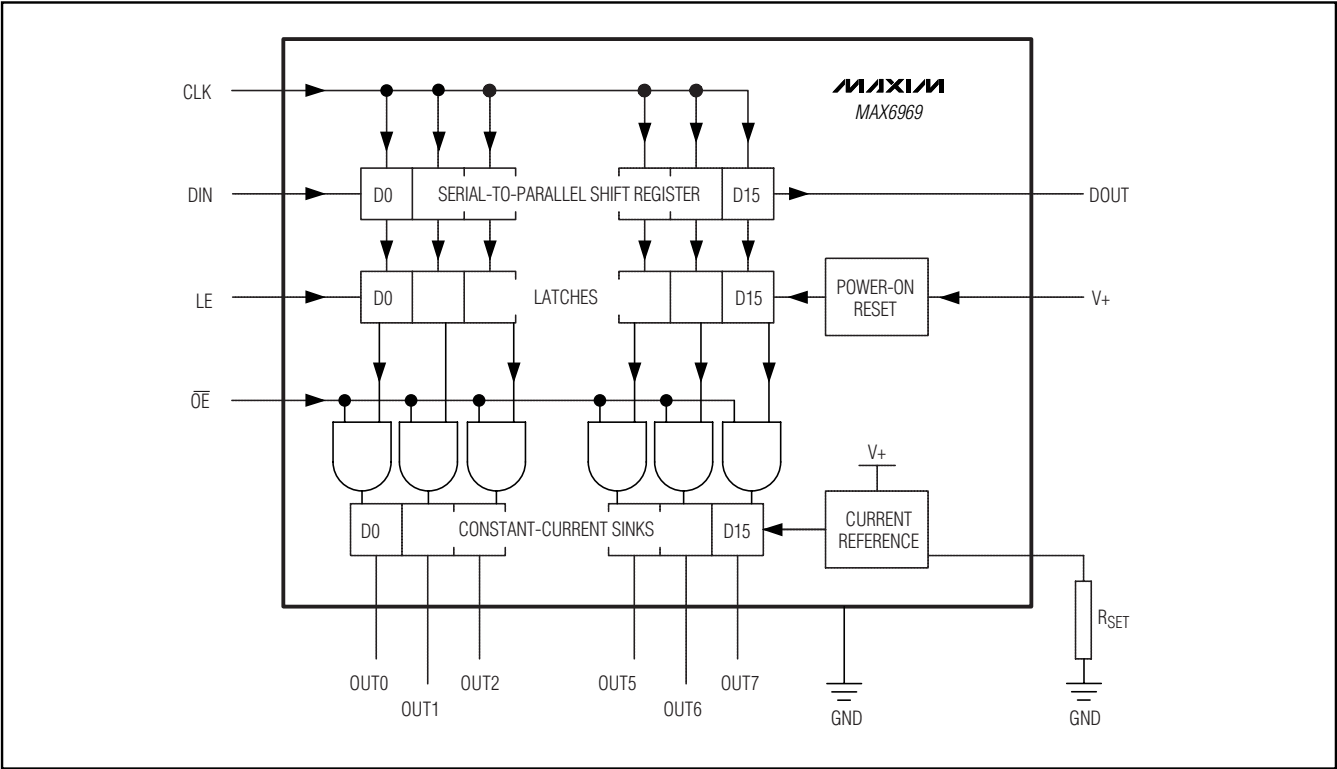 CLK
MAXIM
MAX6969
DIN
D0
SERIAL-TO-PARALLEL SHIFT REGISTER
D15
DOUT
LE
D0
LATCHES
D15
POWER-ON
RESET
V+
OE
V+
D0
CONSTANT-CURRENT SINKS
D15
CURRENT
REFERENCE
RSET
OUT0
OUT1
OUT2
OUT5
OUT6
OUT7
GND
GND